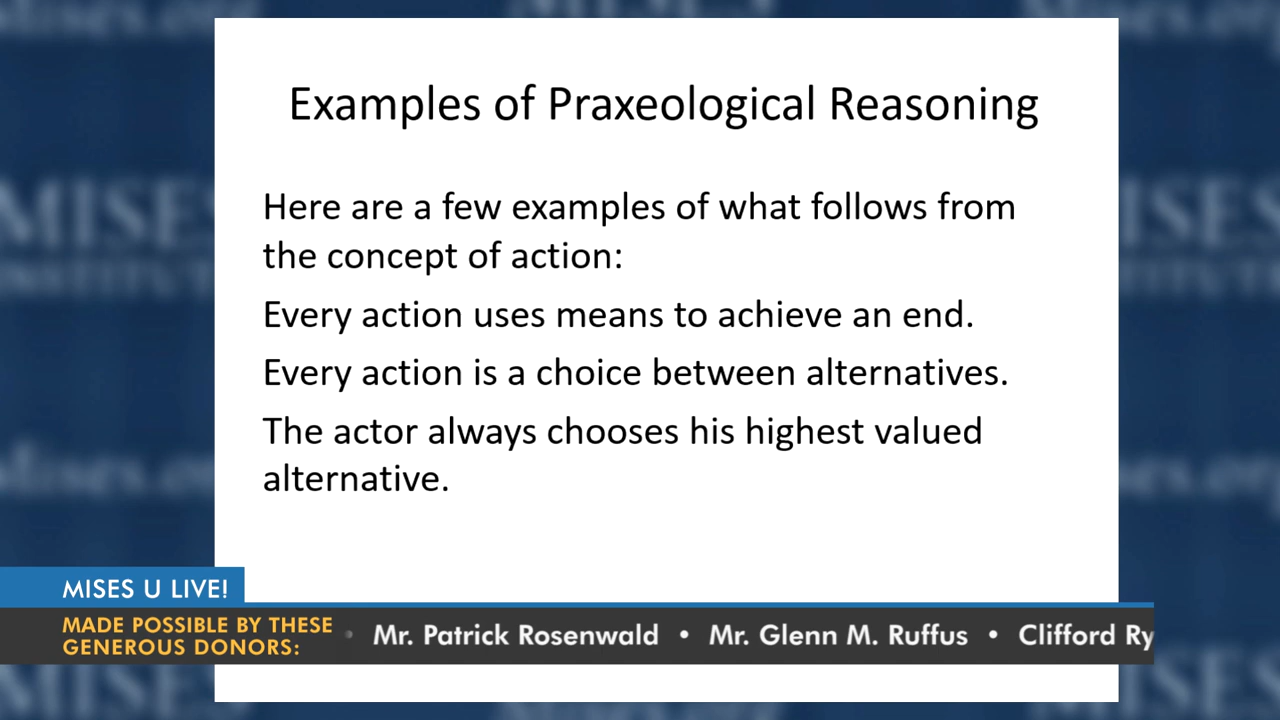 Examples of Praxeological Reasoning
Here are a few examples of what follows from
the concept of action:
Every action uses means to achieve an end.
Every action is a choice between alternatives.
The actor always chooses his highest valued
alternative.
MISES U LIVE!
MADE POSSIBLE BY THESE
GENEROUS DONORS:
• Mr. Patrick Rosenwald • Mr. Glenn M. Ruffus • Clifford Ry